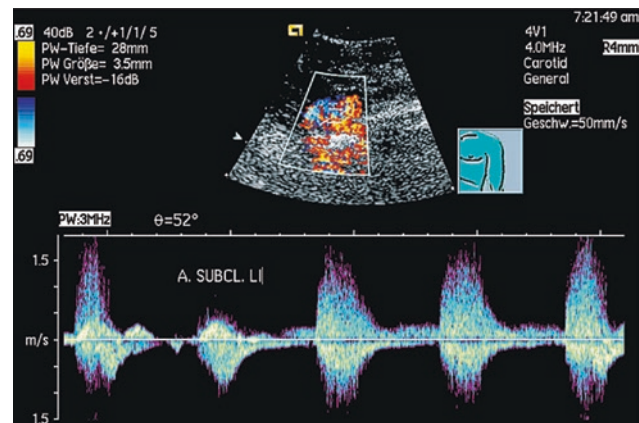 7:21:49 am
.69
40dB 2 ·/+1/1/ 5
PW-Tiefe= 28mm
PW Größe= 3.5mm
PW Verst=-16dB
.69
4V1
4.0MHz R4mm
Carotid
General
Speichert
Geschw.=50mm/s
PW:3MHz θ=52°
1.5
A. SUBCL. LI
m/s
1.5